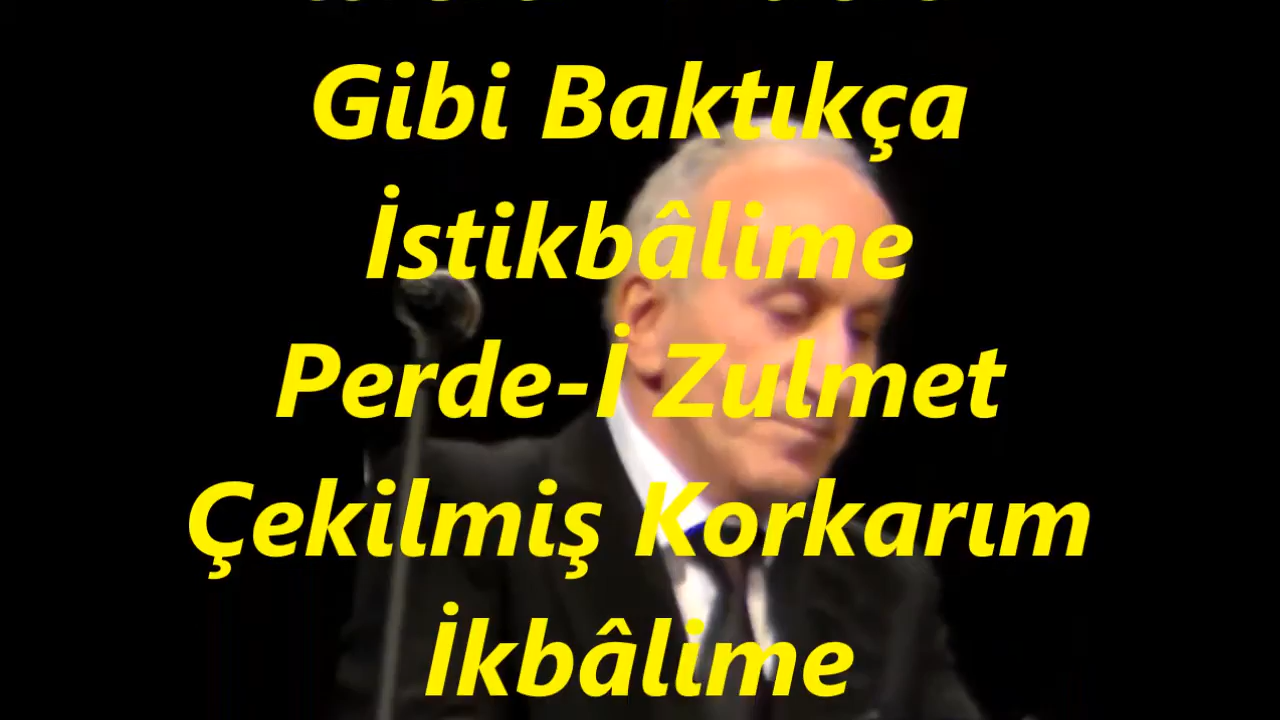 Gibi Baktıkça
İstikbâlime
Perde-İ Zulmet
Çekilmiş Korkarım
İkbâlime